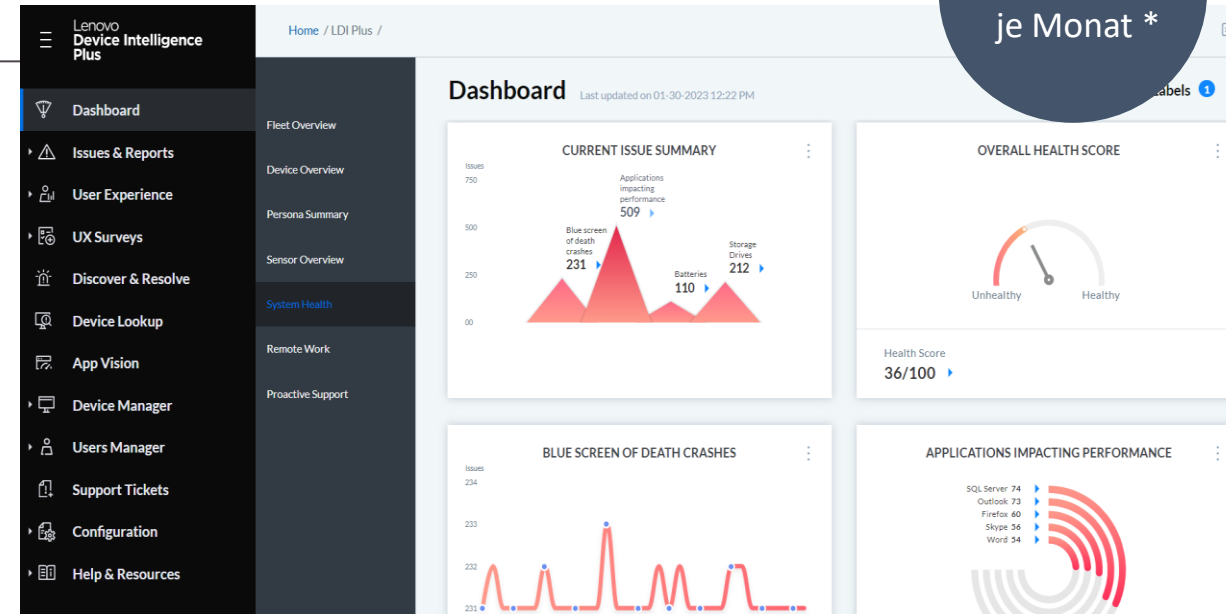 je Monat *
Lenovo
Device Intelligence
Plus
Home / LDI Plus /
Dashboard
Issues & Reports
User Experience
UX Surveys
Discover & Resolve
Device Lookup
App Vision
Device Manager
Users Manager
Support Tickets
Configuration
Help & Resources
Fleet Overview
Device Overview
Persona Summary
Sensor Overview
System Health
Remote Work
Proactive Support
Dashboard Last updated on 01-30-2023 12:22 PM
1
CURRENT ISSUE SUMMARY
Issues
750
500
250
00
Blue screen
of death
crashes
231
Applications
impacting
performance
509
Batteries
110
Storage
Drives
212
OVERALL HEALTH SCORE
Unhealthy
Healthy
Health Score
36/100
BLUE SCREEN OF DEATH CRASHES
Issues
234
233
232
231
APPLICATIONS IMPACTING PERFORMANCE
SQL Server 74
Outlook 73
Firefox 60
Skype 56
Word 54